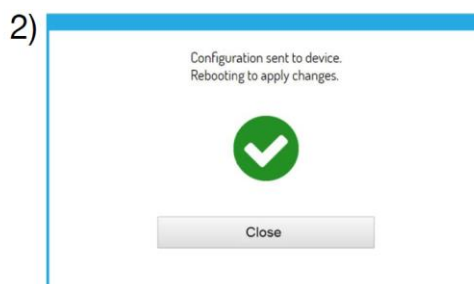 2)
Configuration sent to device.
Rebooting to apply changes.
Close